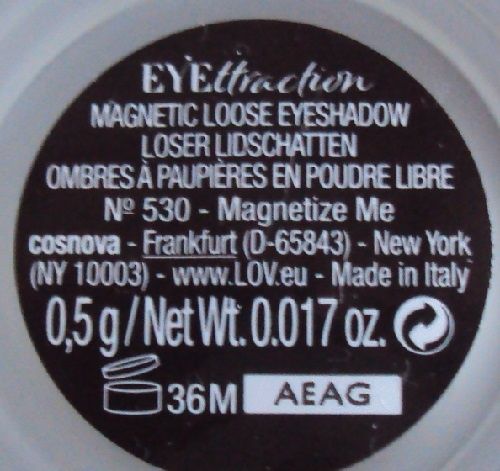 EYEttraction
MAGNETIC LOOSE EYESHADOW
LOSER LIDSCHATTEN
OMBRES À PAUPIÈRES EN POUDRE LIBRE
Nº 530 - Magnetize Me
cosnova - Frankfurt (D-65843) - New York
(NY 10003) - www.LOV.eu - Made in Italy
0,5 g / Net Wt. 0.017 oz.
36M AEAG